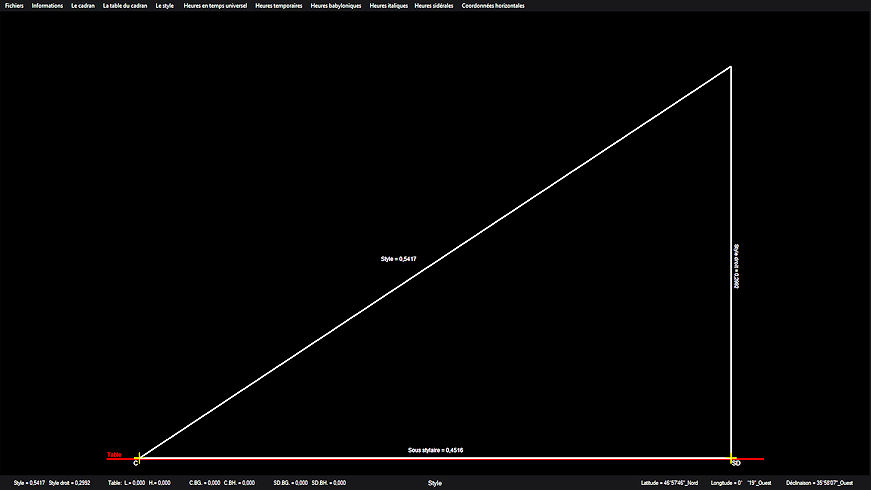 Fichiers Informations Le cadran La table du cadran Le style Heures en temps universel Heures temporaires Heures babyloniques Heures italiques Heures sidérales Coordonnées horizontales
Style = 0,5417
Style droit = 0,2992
Sous stylaire = 0,4516
Table
C
SD
Style = 0,5417 Style droit = 0,2992 Table: L.= 0,000 H.= 0,000 C.BG. = 0,000 C.BH. = 0,000 SD.BG. = 0,000 SD.BH. = 0,000 Style Latitude = 46°57'46"_Nord Longitude = 0° '19"_Ouest Déclinaison = 35°58'07"_Ouest